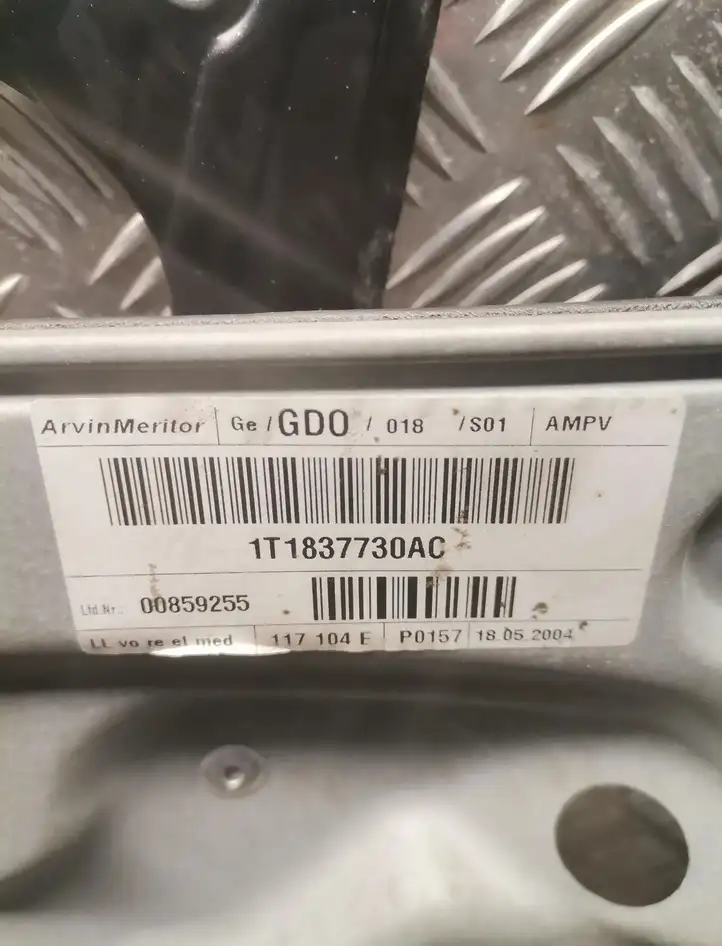 ArvinMeritor Ge / GDO / 018 / S01 AMPV
1T1837730AC
Lfd.Nr.: 00859255
LL vo re el med 117 104 E P0157 18.05.2004